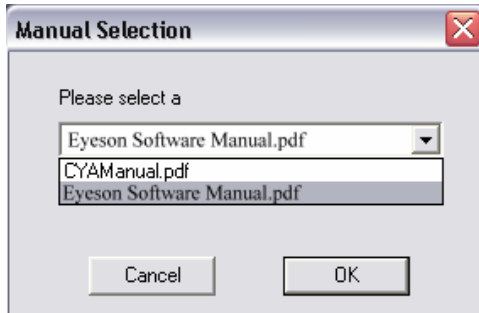 Manual Selection
Please select a
Eyeson Software Manual.pdf
CYAManual.pdf
Eyeson Software Manual.pdf
Cancel OK